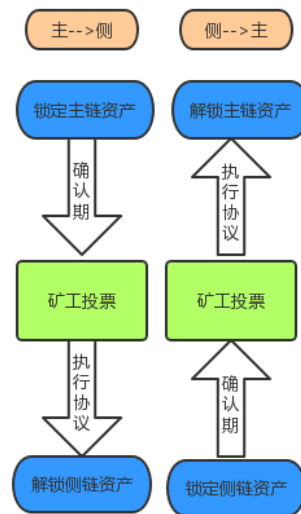 主-->侧
侧-->主
锁定主链资产
解锁主链资产
确认期
执行协议
矿工投票
矿工投票
执行协议
确认期
解锁侧链资产
锁定侧链资产